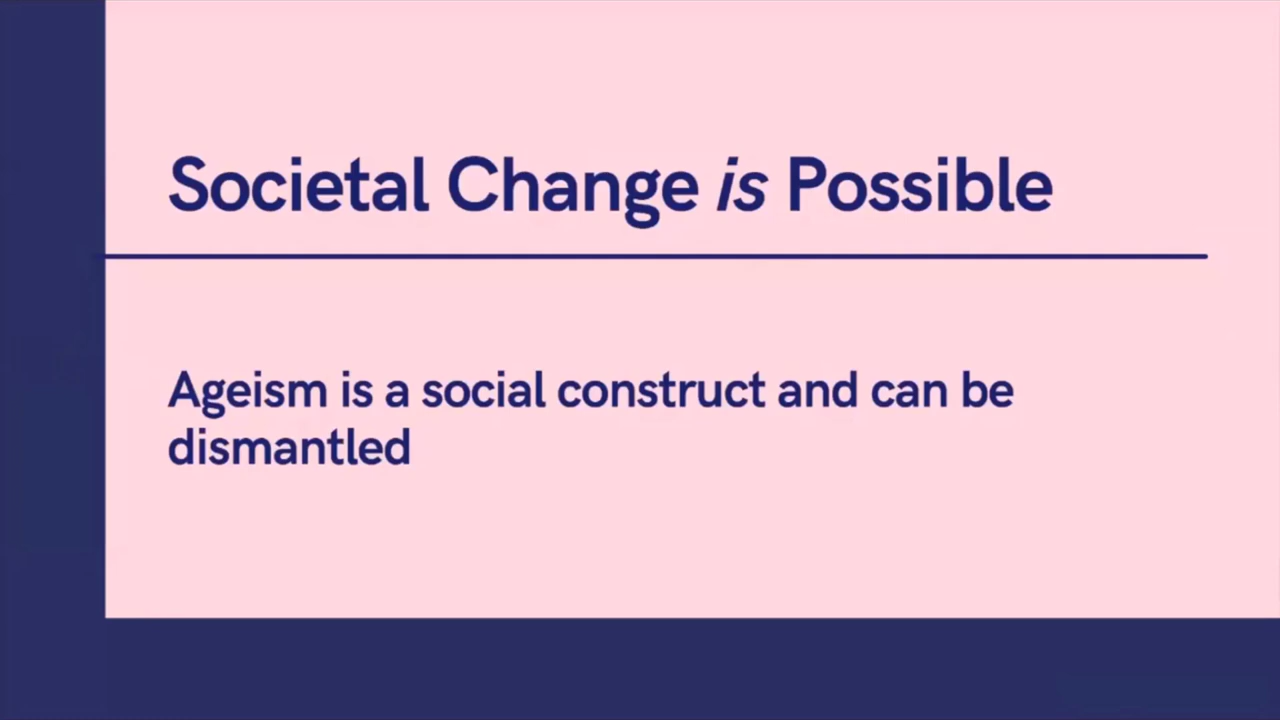 Societal Change is Possible
Ageism is a social construct and can be
dismantled